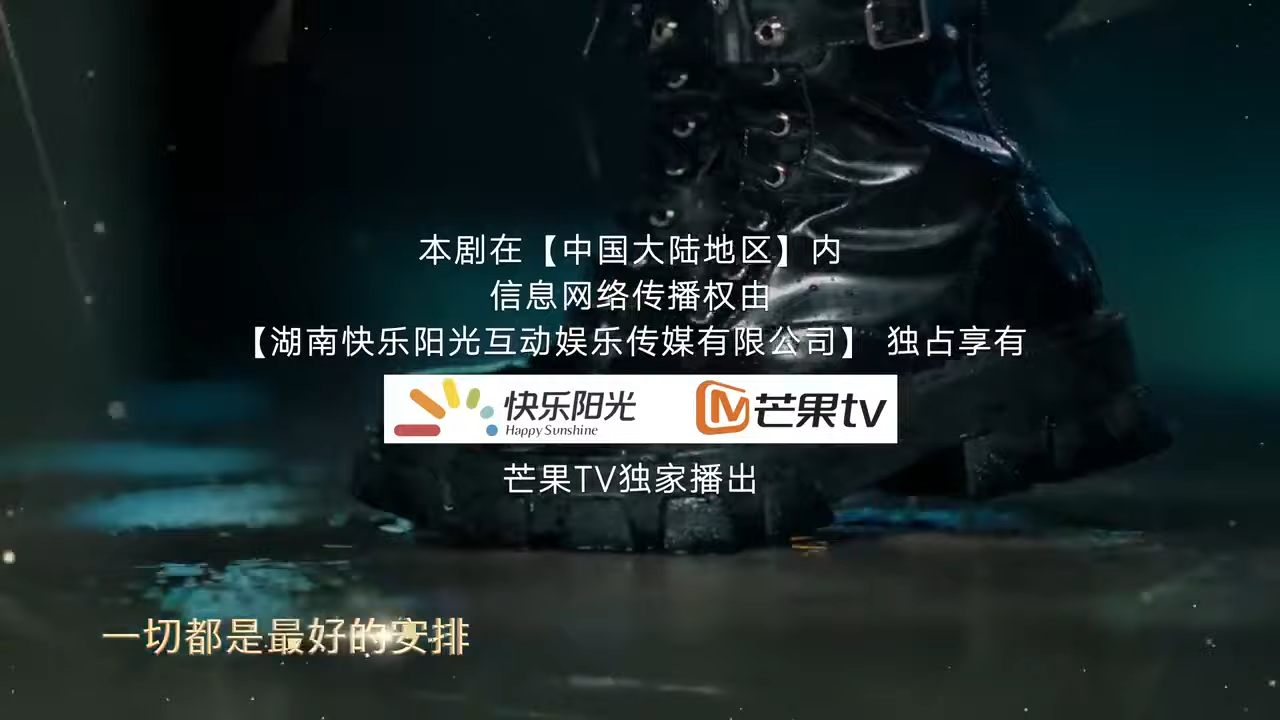 本剧在【中国大陆地区】内
信息网络传播权由
【湖南快乐阳光互动娱乐传媒有限公司】 独占享有
快乐阳光 芒果tv
Happy Sunshine
芒果TV独家播出
一切都是最好的安排